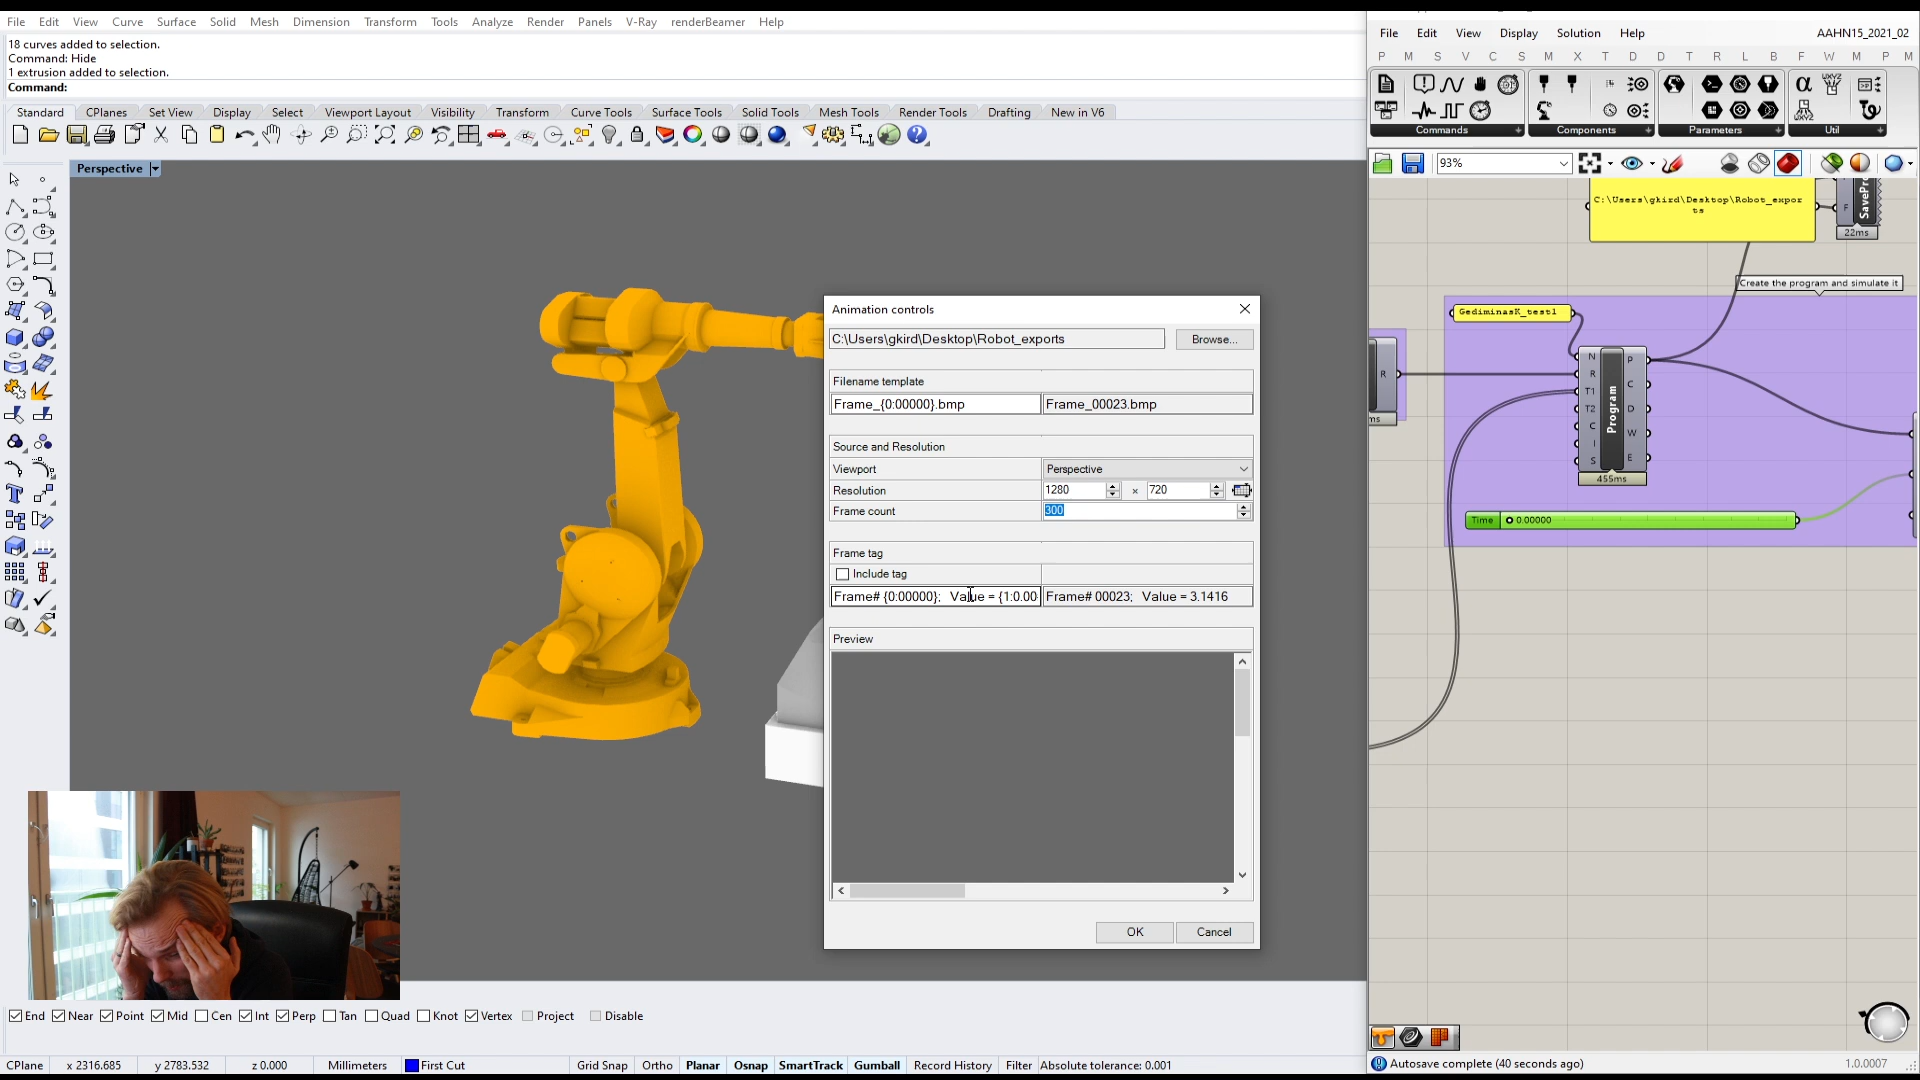 File Edit View Curve Surface Solid Mesh Dimension Transform Tools Analyze Render Panels V-Ray renderBeamer Help
18 curves added to selection.
Command: Hide
1 extrusion added to selection.
Command:
Standard CPlanes Set View Display Select Viewport Layout Visibility Transform Curve Tools Surface Tools Solid Tools Mesh Tools Render Tools Drafting New in V6
Perspective
Animation controls
C:\Users\gkird\Desktop\Robot_exports Browse...
Filename template
Frame_{0:00000}.bmp Frame_00023.bmp
Source and Resolution
Viewport Perspective
Resolution 1280 x 720
Frame count 300
Frame tag
Include tag
Frame# {0:00000}; Value = {1:0.00 Frame# 00023; Value = 3.1416
Preview
OK Cancel
End Near Point Mid Cen Int Perp Tan Quad Knot Vertex Project Disable
CPlane x 2316.685 y 2783.532 z 0.000 Millimeters First Cut Grid Snap Ortho Planar Osnap SmartTrack Gumball Record History Filter Absolute tolerance: 0.001
File Edit View Display Solution Help AAHN15_2021_02
P M S V C S M X T D D T R L B F W M P M
Commands Components Parameters Util
93%
C:\Users\gkird\Desktop\Robot_expor
ts
F SavePr
22ms
Create the program and simulate it
GediminasK_test1
R
ms
N R T1 T2 C I S
Program
P C D W E
455ms
Time 0.00000
Autosave complete (40 seconds ago) 1.0.0007